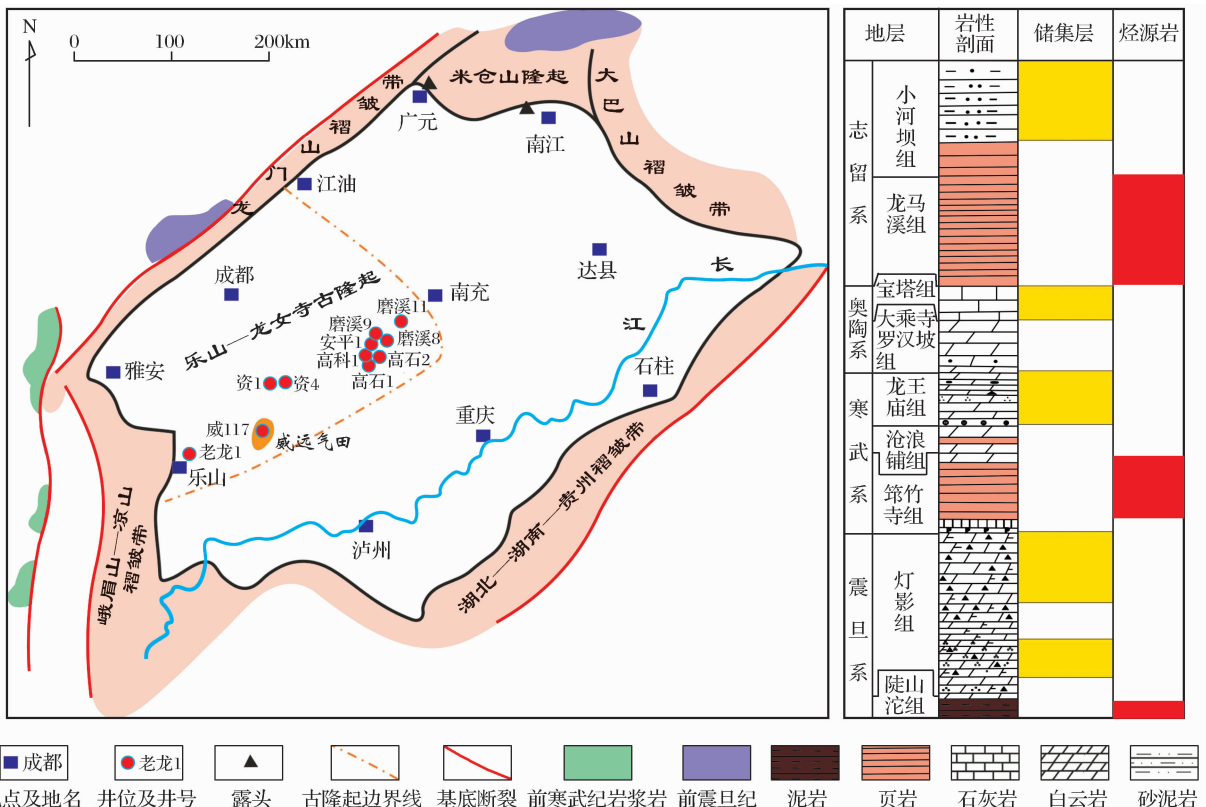 N
0
100
200km
米仓山隆起
大巴山褶皱带
龙门山褶皱带
广元
南江
江油
成都
达县
长江
南充
乐山—龙女寺古隆起
磨溪11
磨溪9
磨溪8
安平1
高科1
高石2
高石1
雅安
资1
资4
石柱
重庆
威117
威远气田
老龙1
乐山
泸州
峨眉山—凉山
褶皱带
湖北—湖南—贵州褶皱带
地层
岩性
剖面
储集层
烃源岩
志留系
小河坝组
龙马
溪组
奥陶系
宝塔组
大乘寺
罗汉坡
组
寒武系
龙王
庙组
沧浪
铺组
筇竹
寺组
震旦系
灯影组
陡山
沱组
成都
老龙1
点及地名
井位及井号
露头
古隆起边界线
基底断裂
前寒武纪岩浆岩
前震旦纪
泥岩
页岩
石灰岩
白云岩
砂泥岩